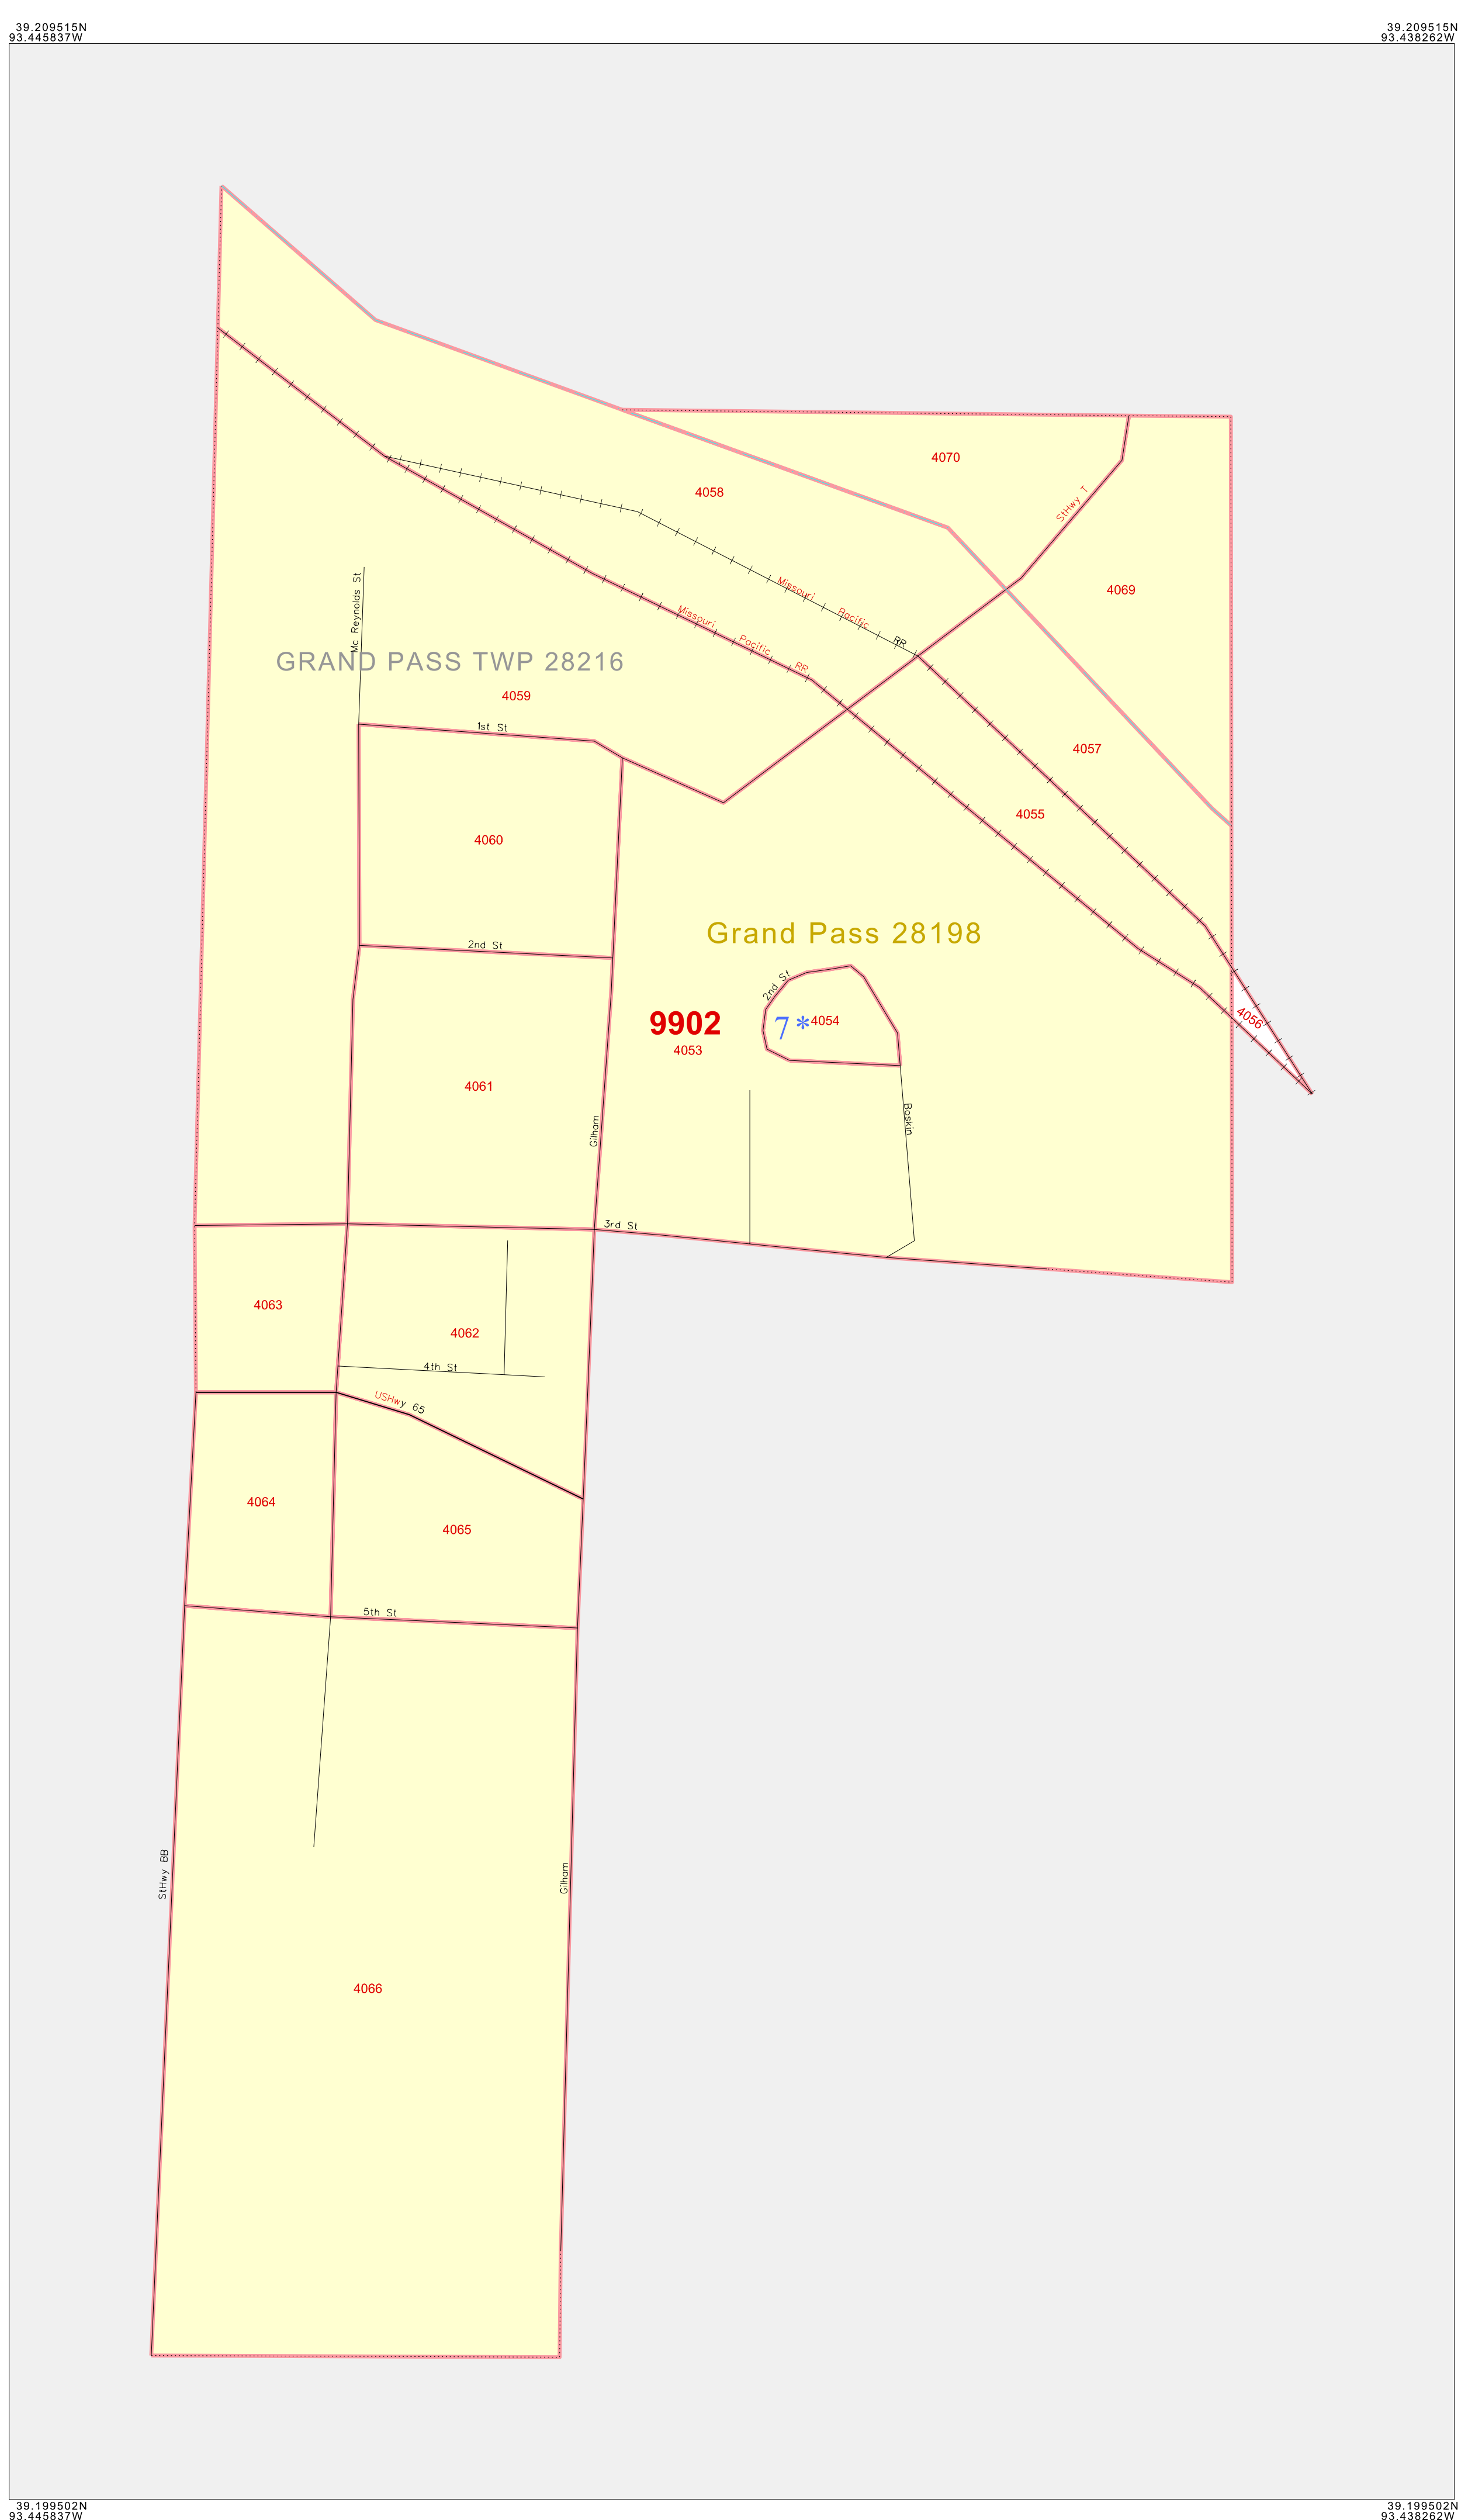 39.209515N
93.445837W
39.209515N
93.438262W
4070
4058
StHwy T
4069
Missouri Pacific RR
Mc Reynolds St
Missouri Pacific RR
GRAND PASS TWP 28216
4059
1st St
4057
4055
4060
Grand Pass 28198
2nd St
2nd St
9902
7 *
4054
4056
4053
4061
Gilham
Boskin
3rd St
4063
4062
4th St
USHwy 65
4064
4065
5th St
StHwy BB
Gilham
4066
39.199502N
93.445837W
39.199502N
93.438262W